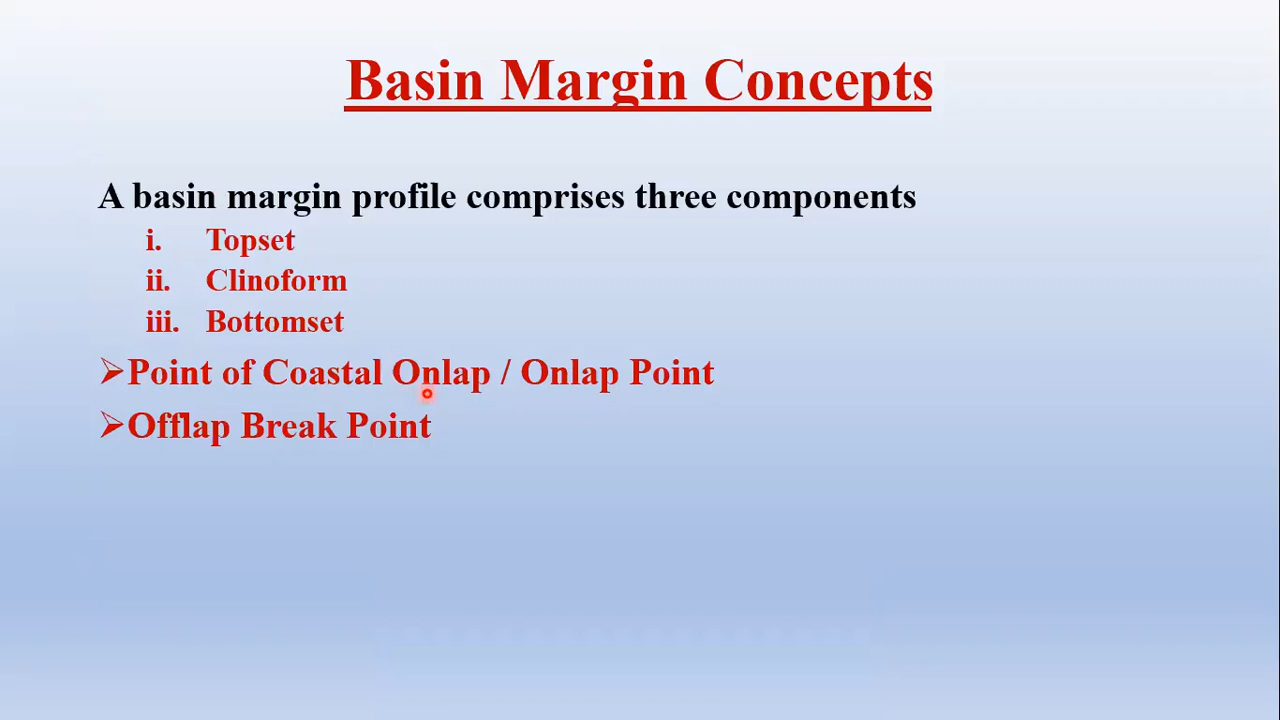 Basin Margin Concepts
A basin margin profile comprises three components
i. Topset
ii. Clinoform
iii. Bottomset
➢Point of Coastal Onlap / Onlap Point
➢Offlap Break Point